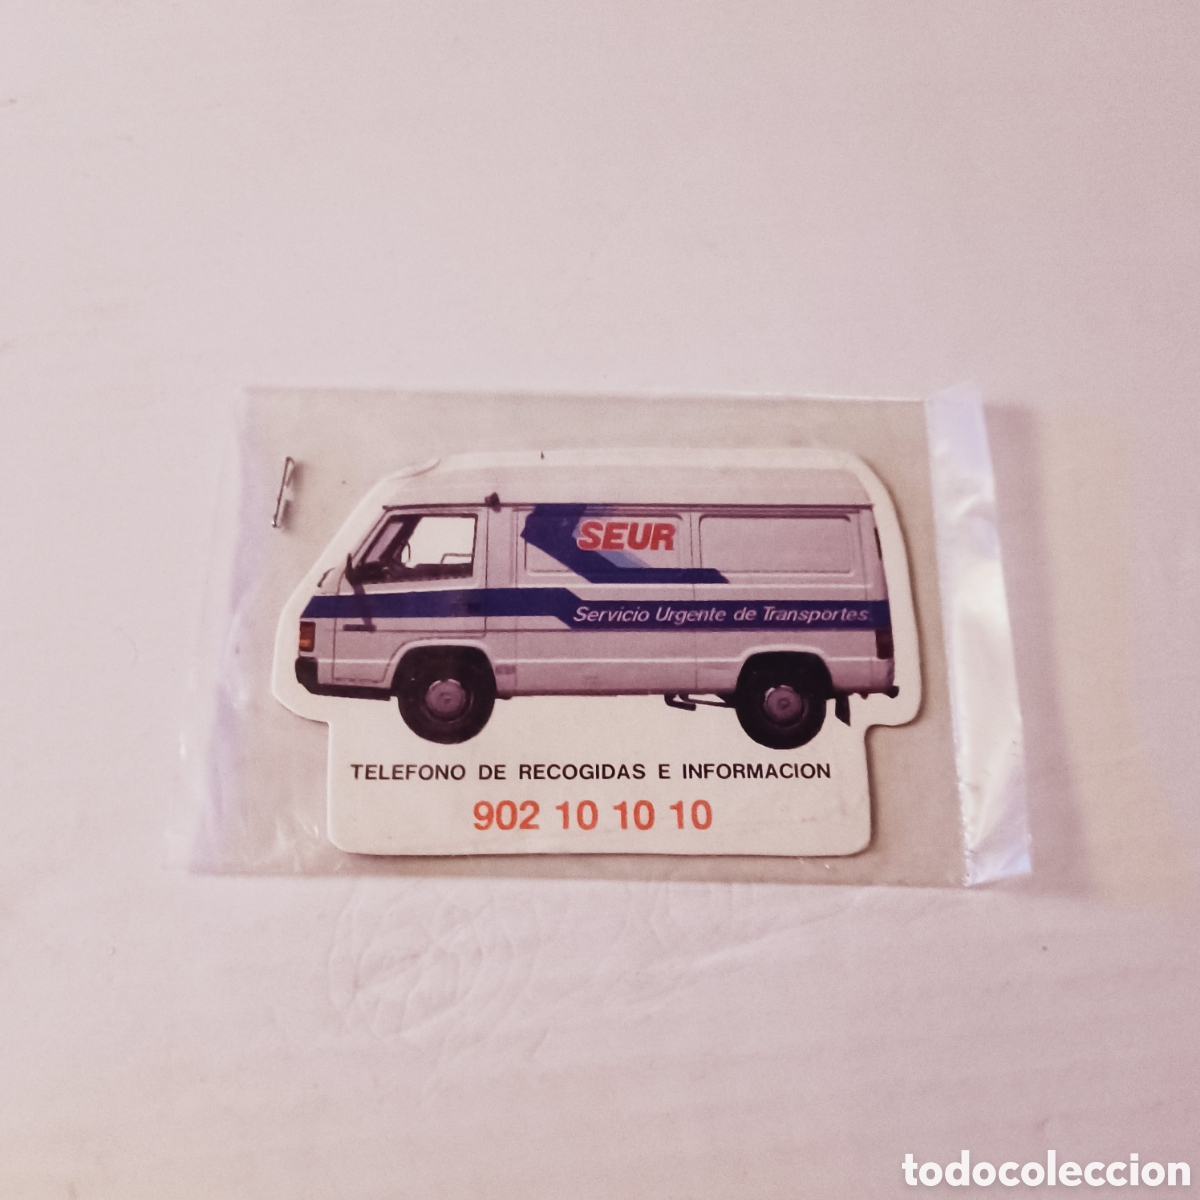 SEUR
Servicio Urgente de Transportes
TELEFONO DE RECOGIDAS E INFORMACION
902 10 10 10
todocoleccion